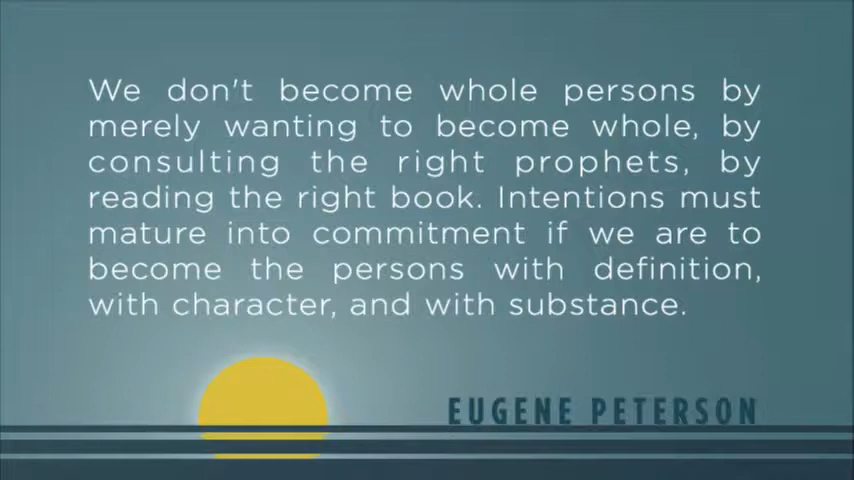 We don't become whole persons by
merely wanting to become whole, by
consulting the right prophets, by
reading the right book. Intentions must
mature into commitment if we are to
become the persons with definition,
with character, and with substance.
EUGENE PETERSON